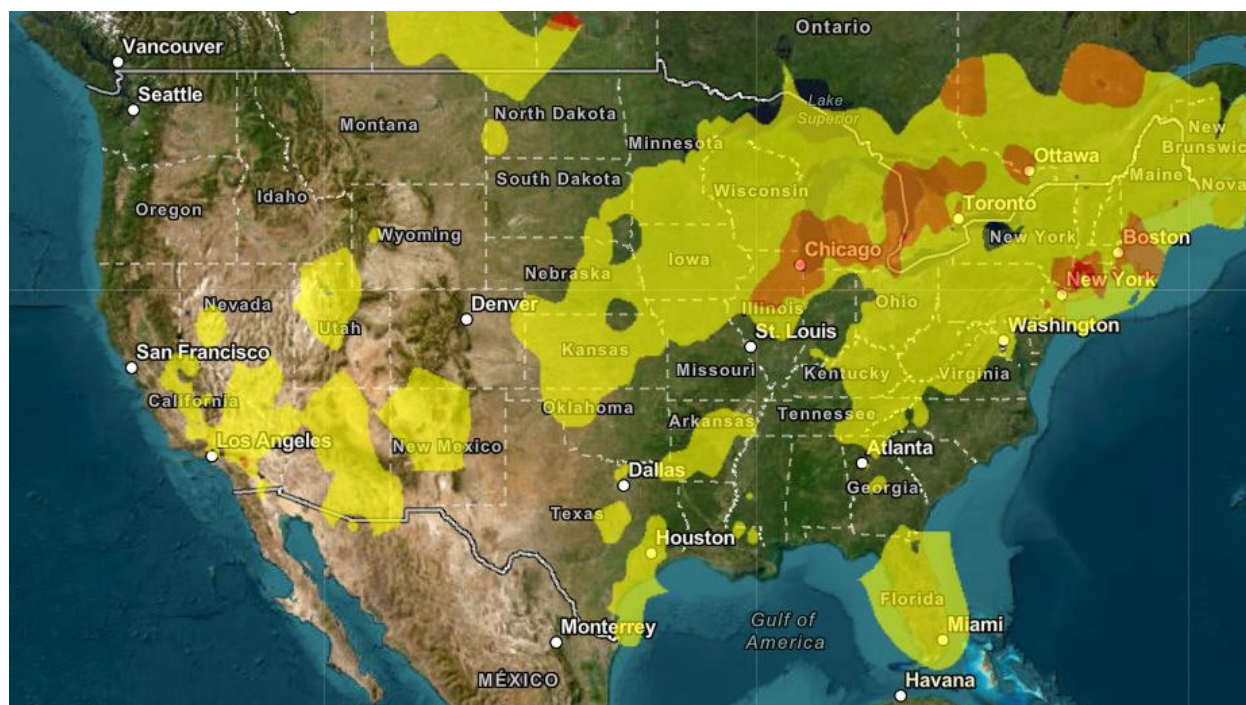 Ontario
Vancouver
Seattle
Lake
Superior
North Dakota
Montana
Minnesota
New
Brunswic
Ottawa
Maine
South Dakota
Wisconsin
Nova
Idaho
Oregon
Toronto
Wyoming
New York
Boston
Chicago
Iowa
Nebraska
New York
Nevada
Denver
Ohio
Illinois
Utah
Washington
St. Louis
San Francisco
Kansas
Missouri
Kentucky
Virginia
California
Oklahoma
Arkansas
Tennessee
Los Angeles
New Mexico
Atlanta
Dallas
Georgia
Texas
Houston
Florida
Gulf of
America
Miami
Monterrey
MÉXICO
Havana